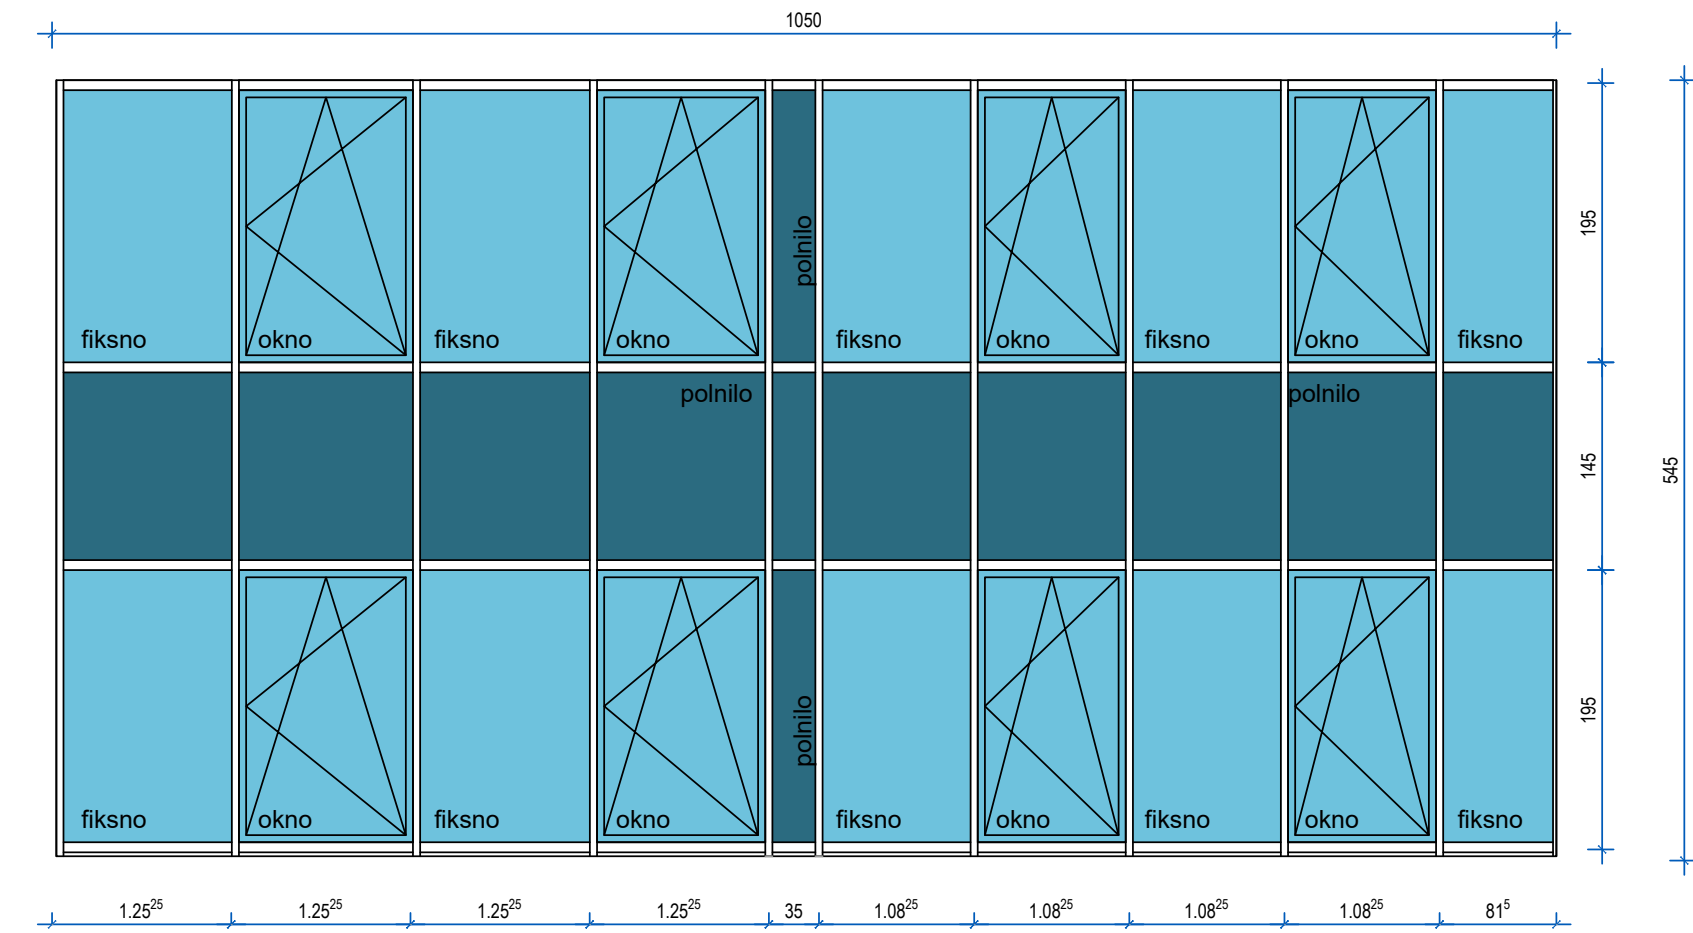 1050
polnilo
195
fiksno
okno
fiksno
okno
fiksno
okno
fiksno
okno
fiksno
polnilo
polnilo
145
545
polnilo
195
fiksno
okno
fiksno
okno
fiksno
okno
fiksno
okno
fiksno
1.25²⁵
1.25²⁵
1.25²⁵
1.25²⁵
35
1.08²⁵
1.08²⁵
1.08²⁵
1.08²⁵
81⁵